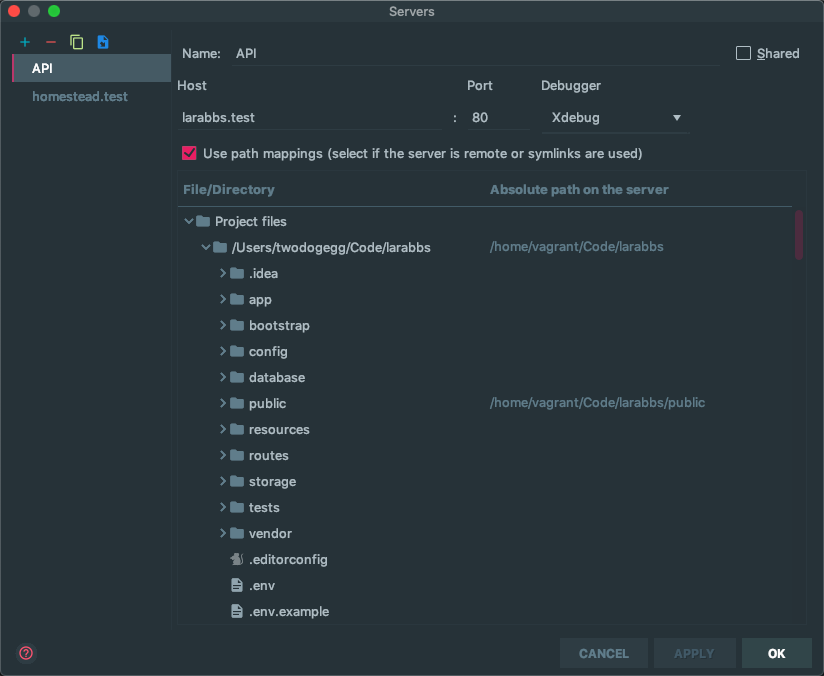 Servers
API
homestead.test
Name: API
Shared
Host Port Debugger
larabbs.test : 80 Xdebug
Use path mappings (select if the server is remote or symlinks are used)
File/Directory Absolute path on the server
Project files
/Users/twodogegg/Code/larabbs /home/vagrant/Code/larabbs
.idea
app
bootstrap
config
database
public /home/vagrant/Code/larabbs/public
resources
routes
storage
tests
vendor
.editorconfig
.env
.env.example
? CANCEL APPLY OK